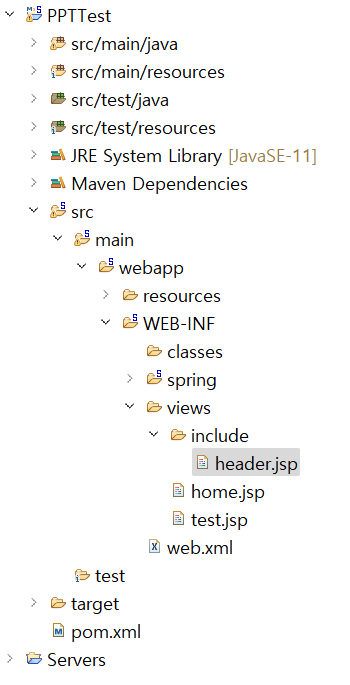 PPTTest
src/main/java
src/main/resources
src/test/java
src/test/resources
JRE System Library [JavaSE-11]
Maven Dependencies
src
main
webapp
resources
WEB-INF
classes
spring
views
include
header.jsp
home.jsp
test.jsp
web.xml
test
target
pom.xml
Servers